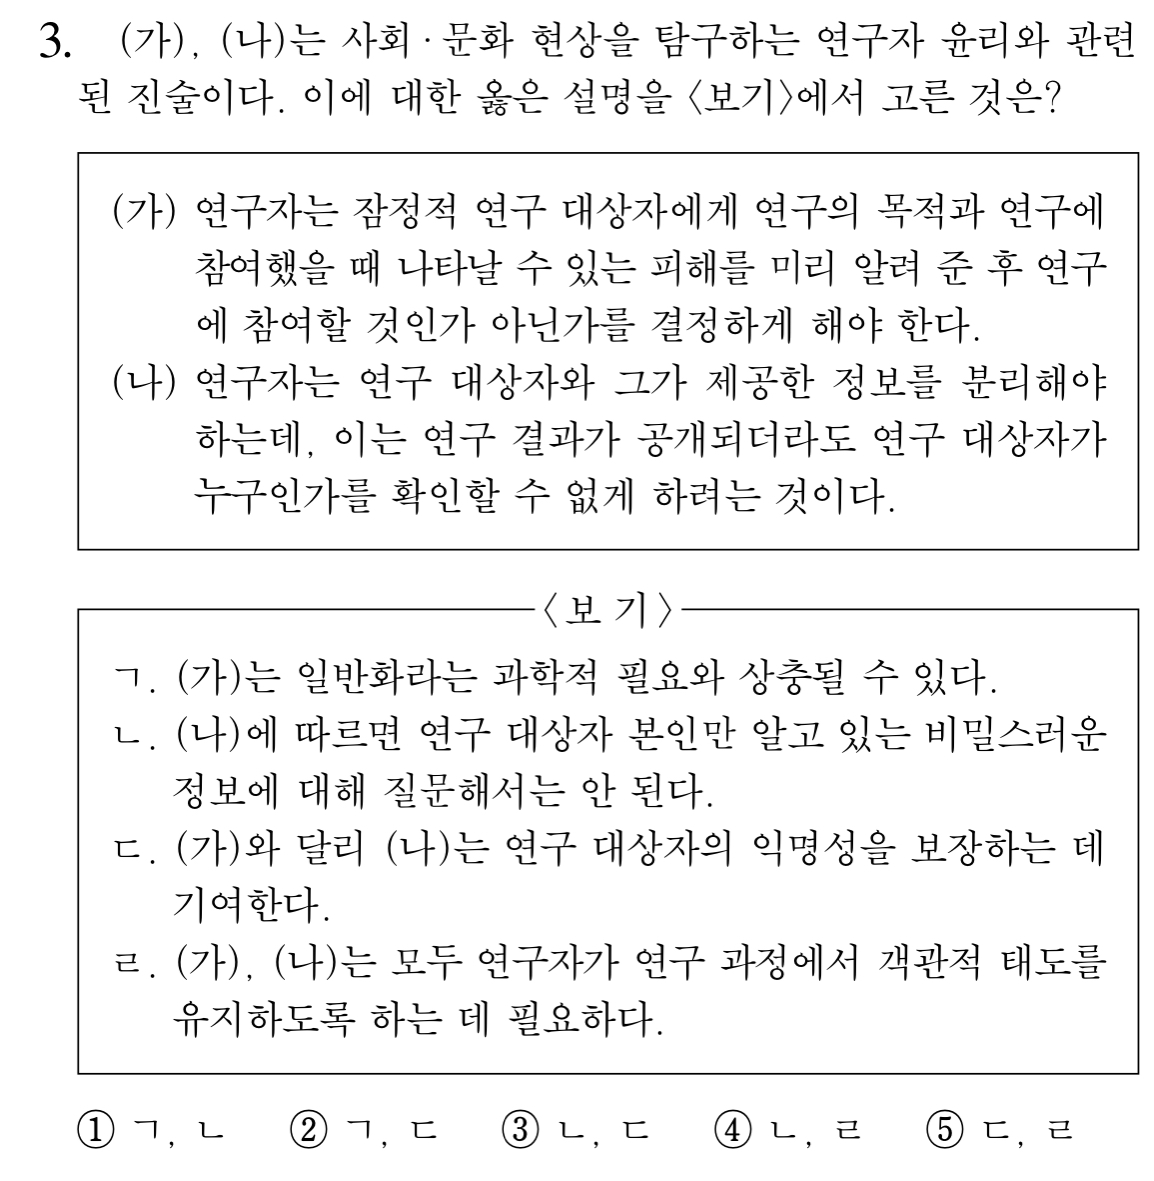 3. (가), (나)는 사회·문화 현상을 탐구하는 연구자 윤리와 관련
된 진술이다. 이에 대한 옳은 설명을 〈보기〉에서 고른 것은?
(가) 연구자는 잠정적 연구 대상자에게 연구의 목적과 연구에
참여했을 때 나타날 수 있는 피해를 미리 알려 준 후 연구
에 참여할 것인가 아닌가를 결정하게 해야 한다.
(나) 연구자는 연구 대상자와 그가 제공한 정보를 분리해야
하는데, 이는 연구 결과가 공개되더라도 연구 대상자가
누구인가를 확인할 수 없게 하려는 것이다.
〈보 기〉
ㄱ. (가)는 일반화라는 과학적 필요와 상충될 수 있다.
ㄴ. (나)에 따르면 연구 대상자 본인만 알고 있는 비밀스러운
정보에 대해 질문해서는 안 된다.
ㄷ. (가)와 달리 (나)는 연구 대상자의 익명성을 보장하는 데
기여한다.
ㄹ. (가), (나)는 모두 연구자가 연구 과정에서 객관적 태도를
유지하도록 하는 데 필요하다.
① ㄱ, ㄴ ② ㄱ, ㄷ ③ ㄴ, ㄷ ④ ㄴ, ㄹ ⑤ ㄷ, ㄹ